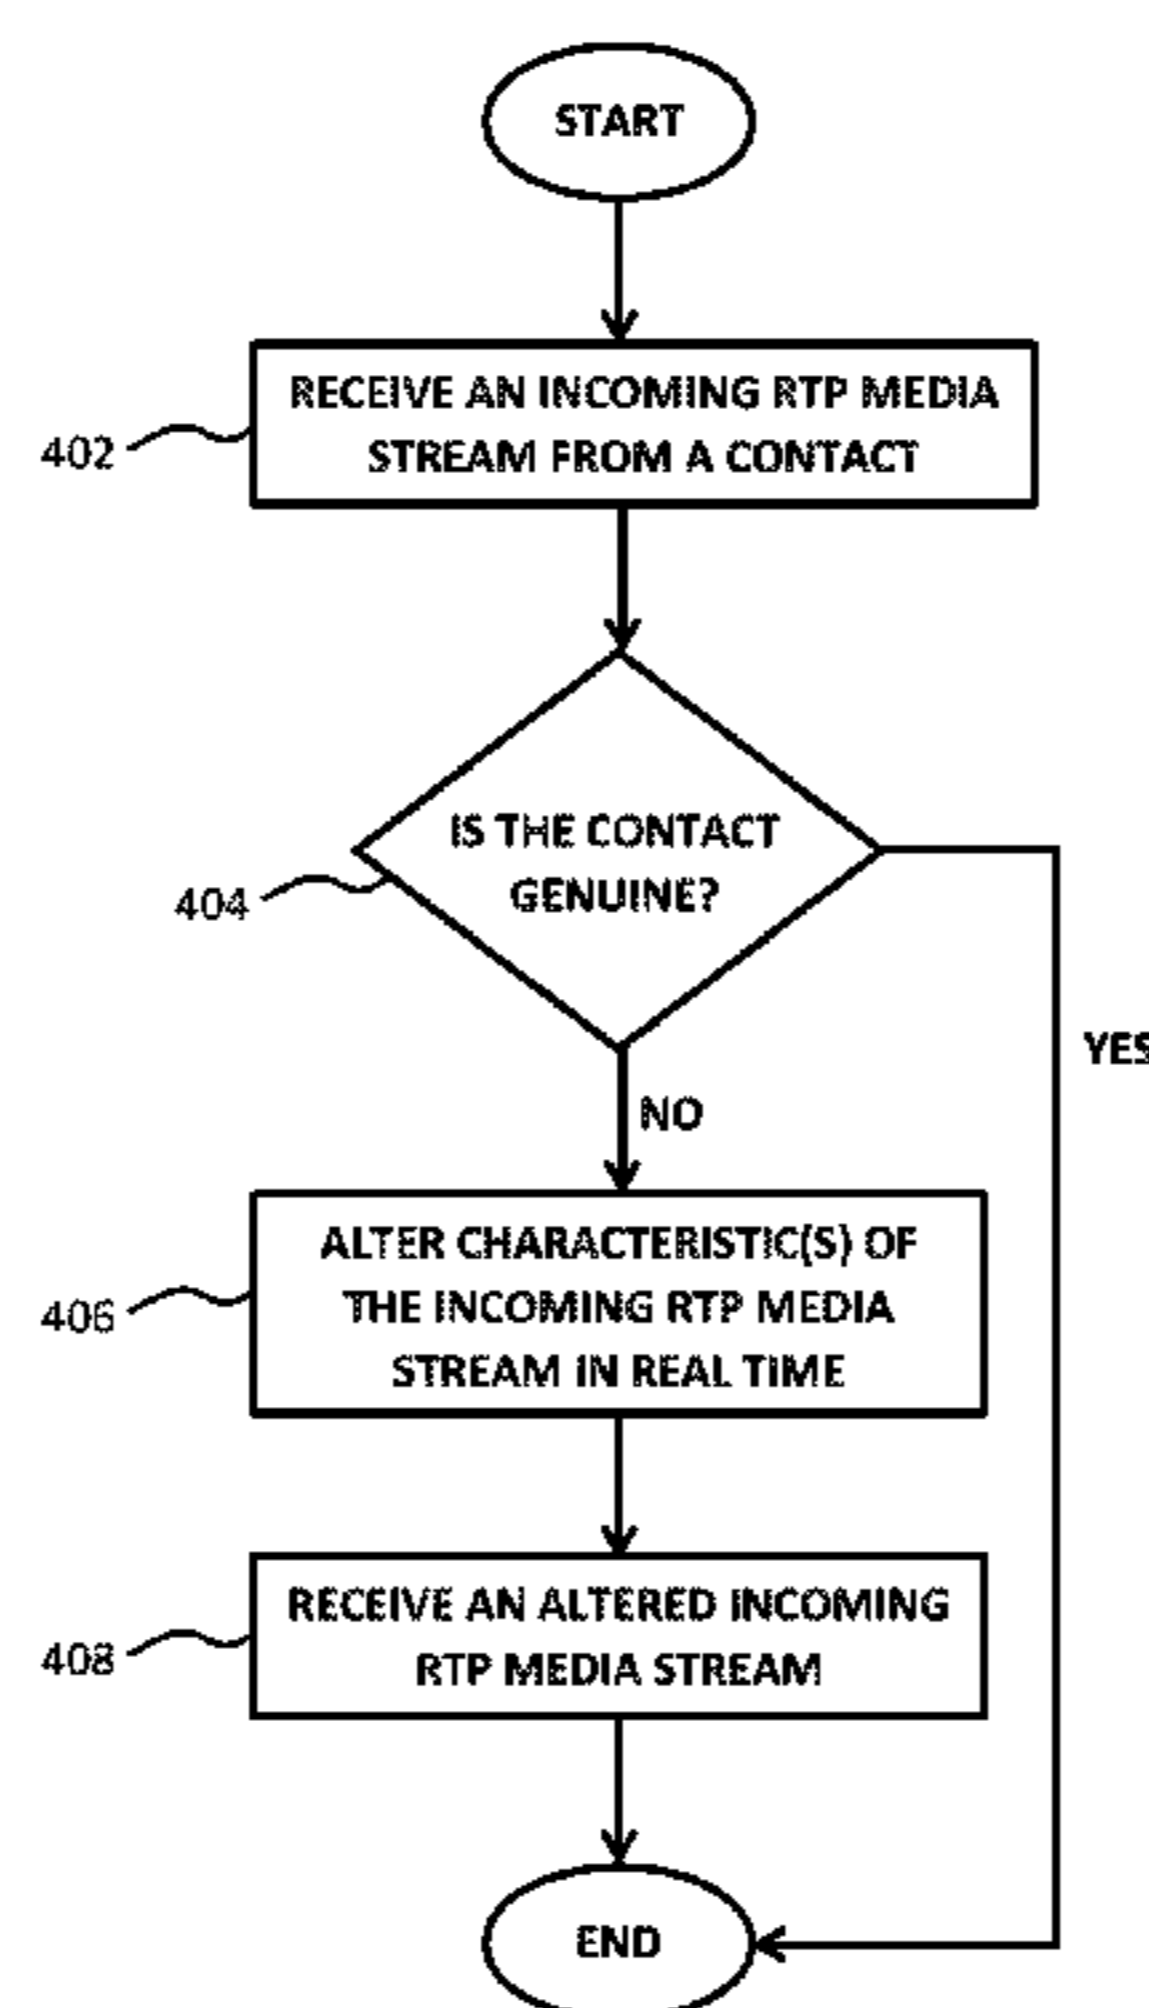 START
RECEIVE AN INCOMING RTP MEDIA
STREAM FROM A CONTACT
402
IS THE CONTACT
GENUINE?
404
YES
NO
ALTER CHARACTERISTIC(S) OF
THE INCOMING RTP MEDIA
STREAM IN REAL TIME
406
RECEIVE AN ALTERED INCOMING
RTP MEDIA STREAM
408
END